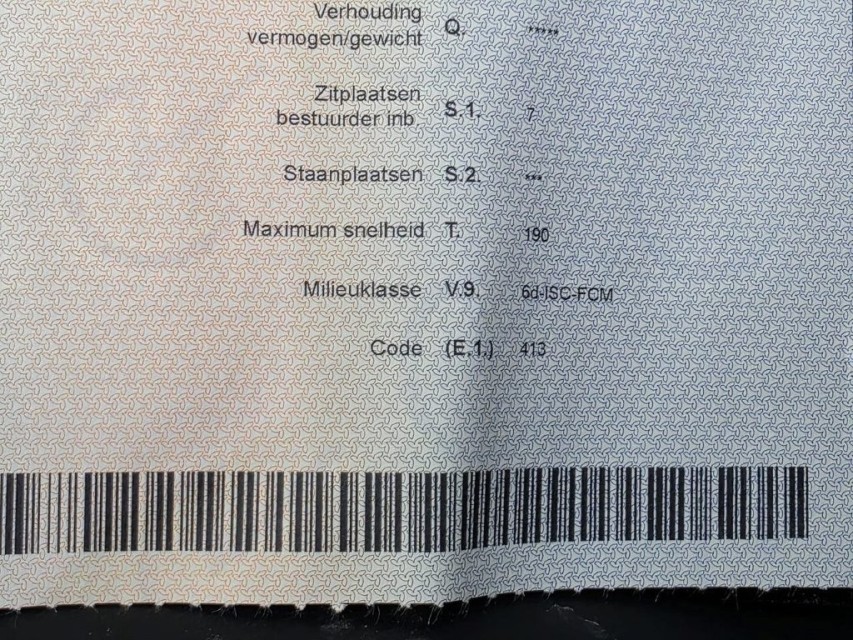 Verhouding
vermogen/gewicht Q. *****
Zitplaatsen
bestuurder inb. S.1. 7
Staanplaatsen S.2. ***
Maximum snelheid T. 190
Milieuklasse V.9. 6d-ISC-FCM
Code (E.1.) 413